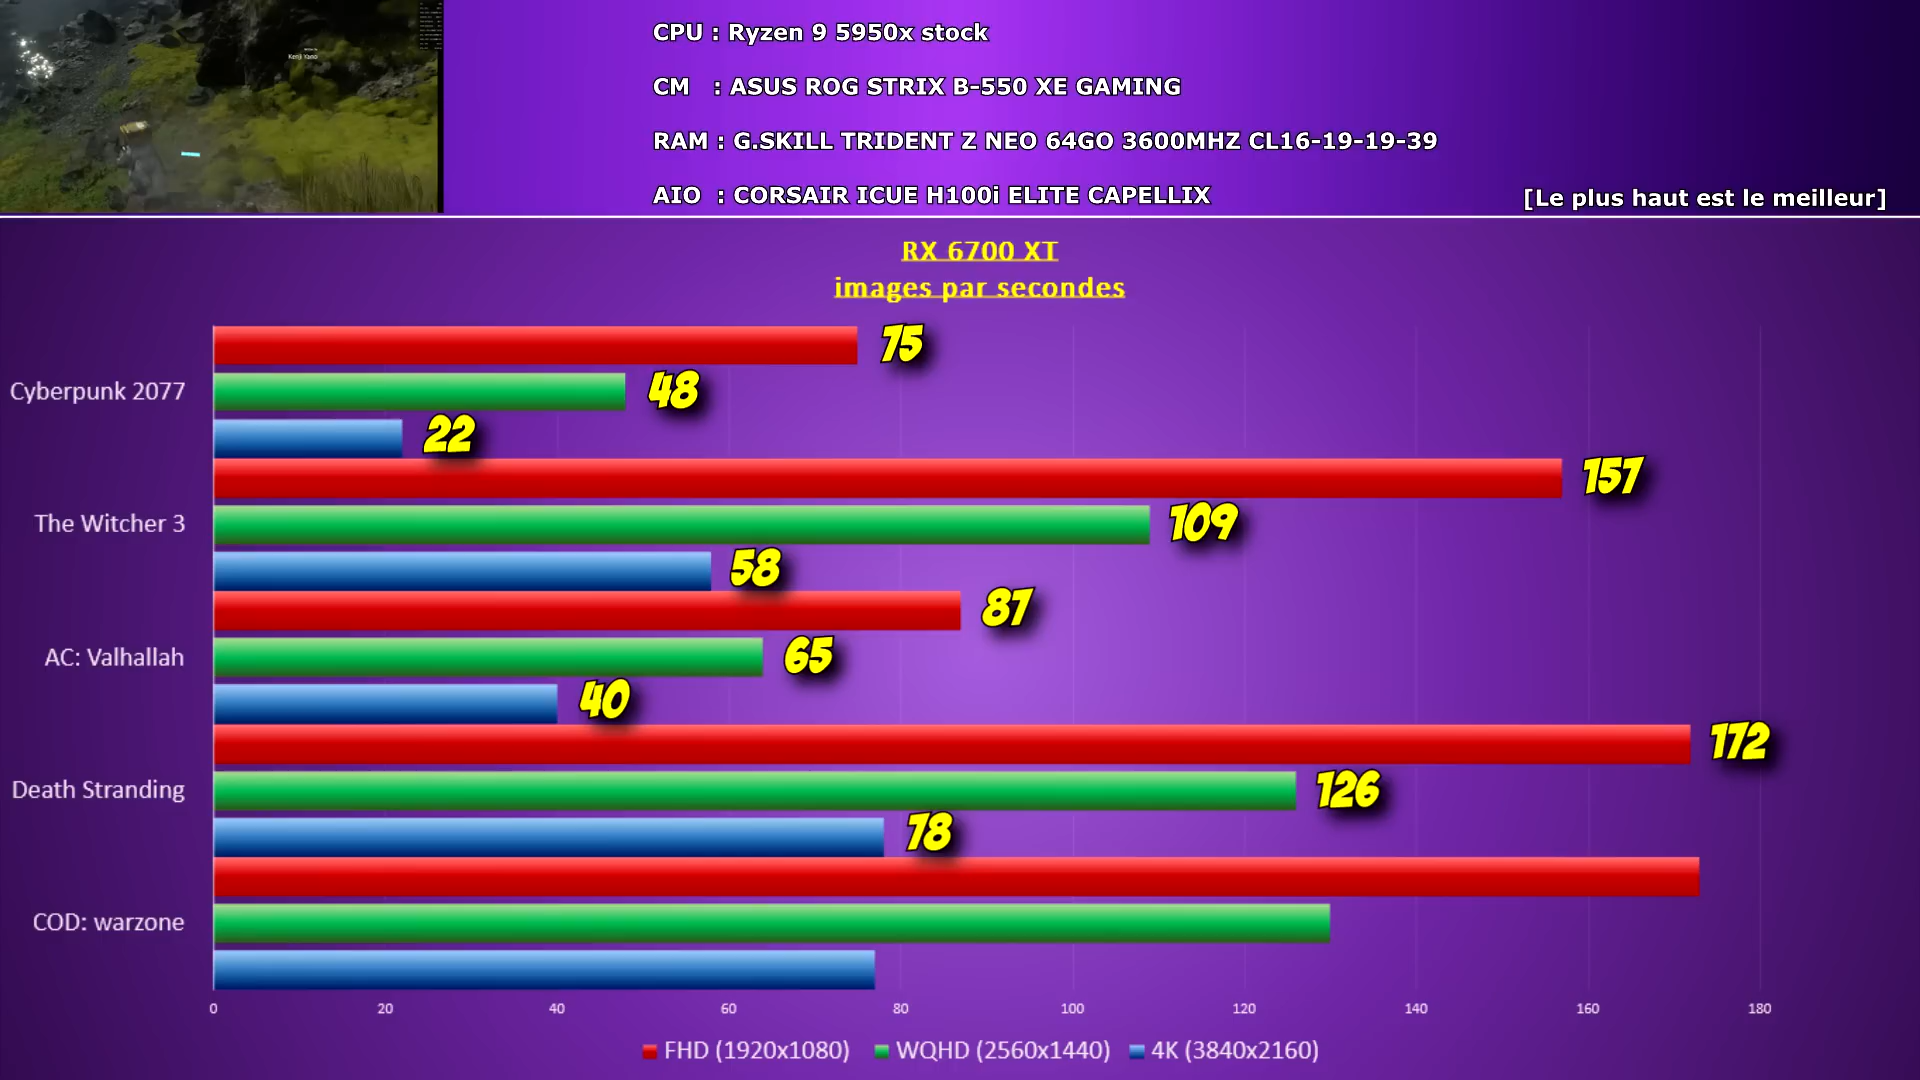 Kenji Yano
CPU : Ryzen 9 5950x stock
CM : ASUS ROG STRIX B-550 XE GAMING
RAM : G.SKILL TRIDENT Z NEO 64GO 3600MHZ CL16-19-19-39
AIO : CORSAIR ICUE H100i ELITE CAPELLIX
[Le plus haut est le meilleur]
RX 6700 XT
images par secondes
75
Cyberpunk 2077
48
22
157
The Witcher 3
109
58
87
AC: Valhallah
65
40
172
Death Stranding
126
78
COD: warzone
0 20 40 60 80 100 120 140 160 180
FHD (1920x1080) WQHD (2560x1440) 4K (3840x2160)